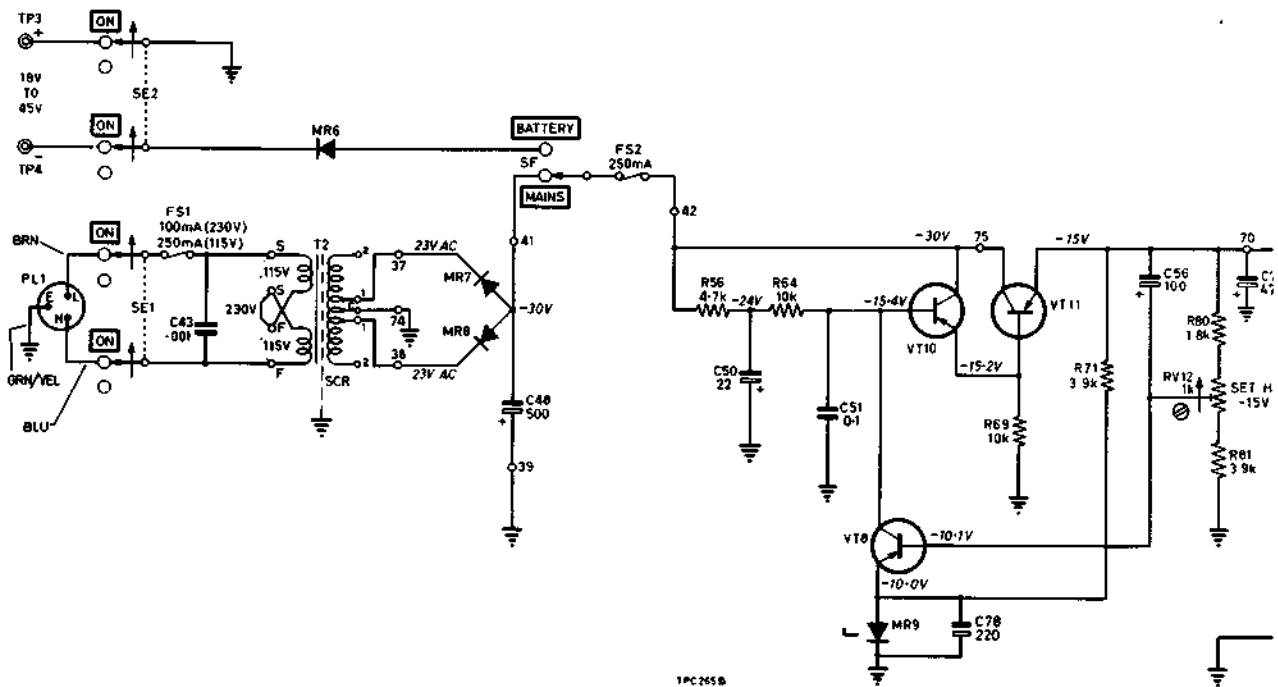 TP3
+
ON
18V
TO
45V
SE2
ON
TP4
-
MR6
BATTERY
SF
MAINS
FS2
250mA
42
41
FS1
100mA (230V)
250mA (115V)
BRN
ON
PL1
L
E
N
SE1
ON
GRN/YEL
BLU
C43
·001
S
115V
S
230V
F
115V
F
T2
2
1
1
2
SCR
37
74
38
23V AC
23V AC
MR7
MR8
-30V
C48
500
+
39
R56
4·7k
-24V
R64
10k
-15·4V
C50
22
+
C51
0·1
-30V
75
-15V
VT10
VT11
-15·2V
R69
10k
R71
3·9k
C56
100
+
70
+
R80
1·8k
RV12
1k
SET H
-15V
R81
3·9k
VT8
-10·1V
-10·0V
MR9
C78
220